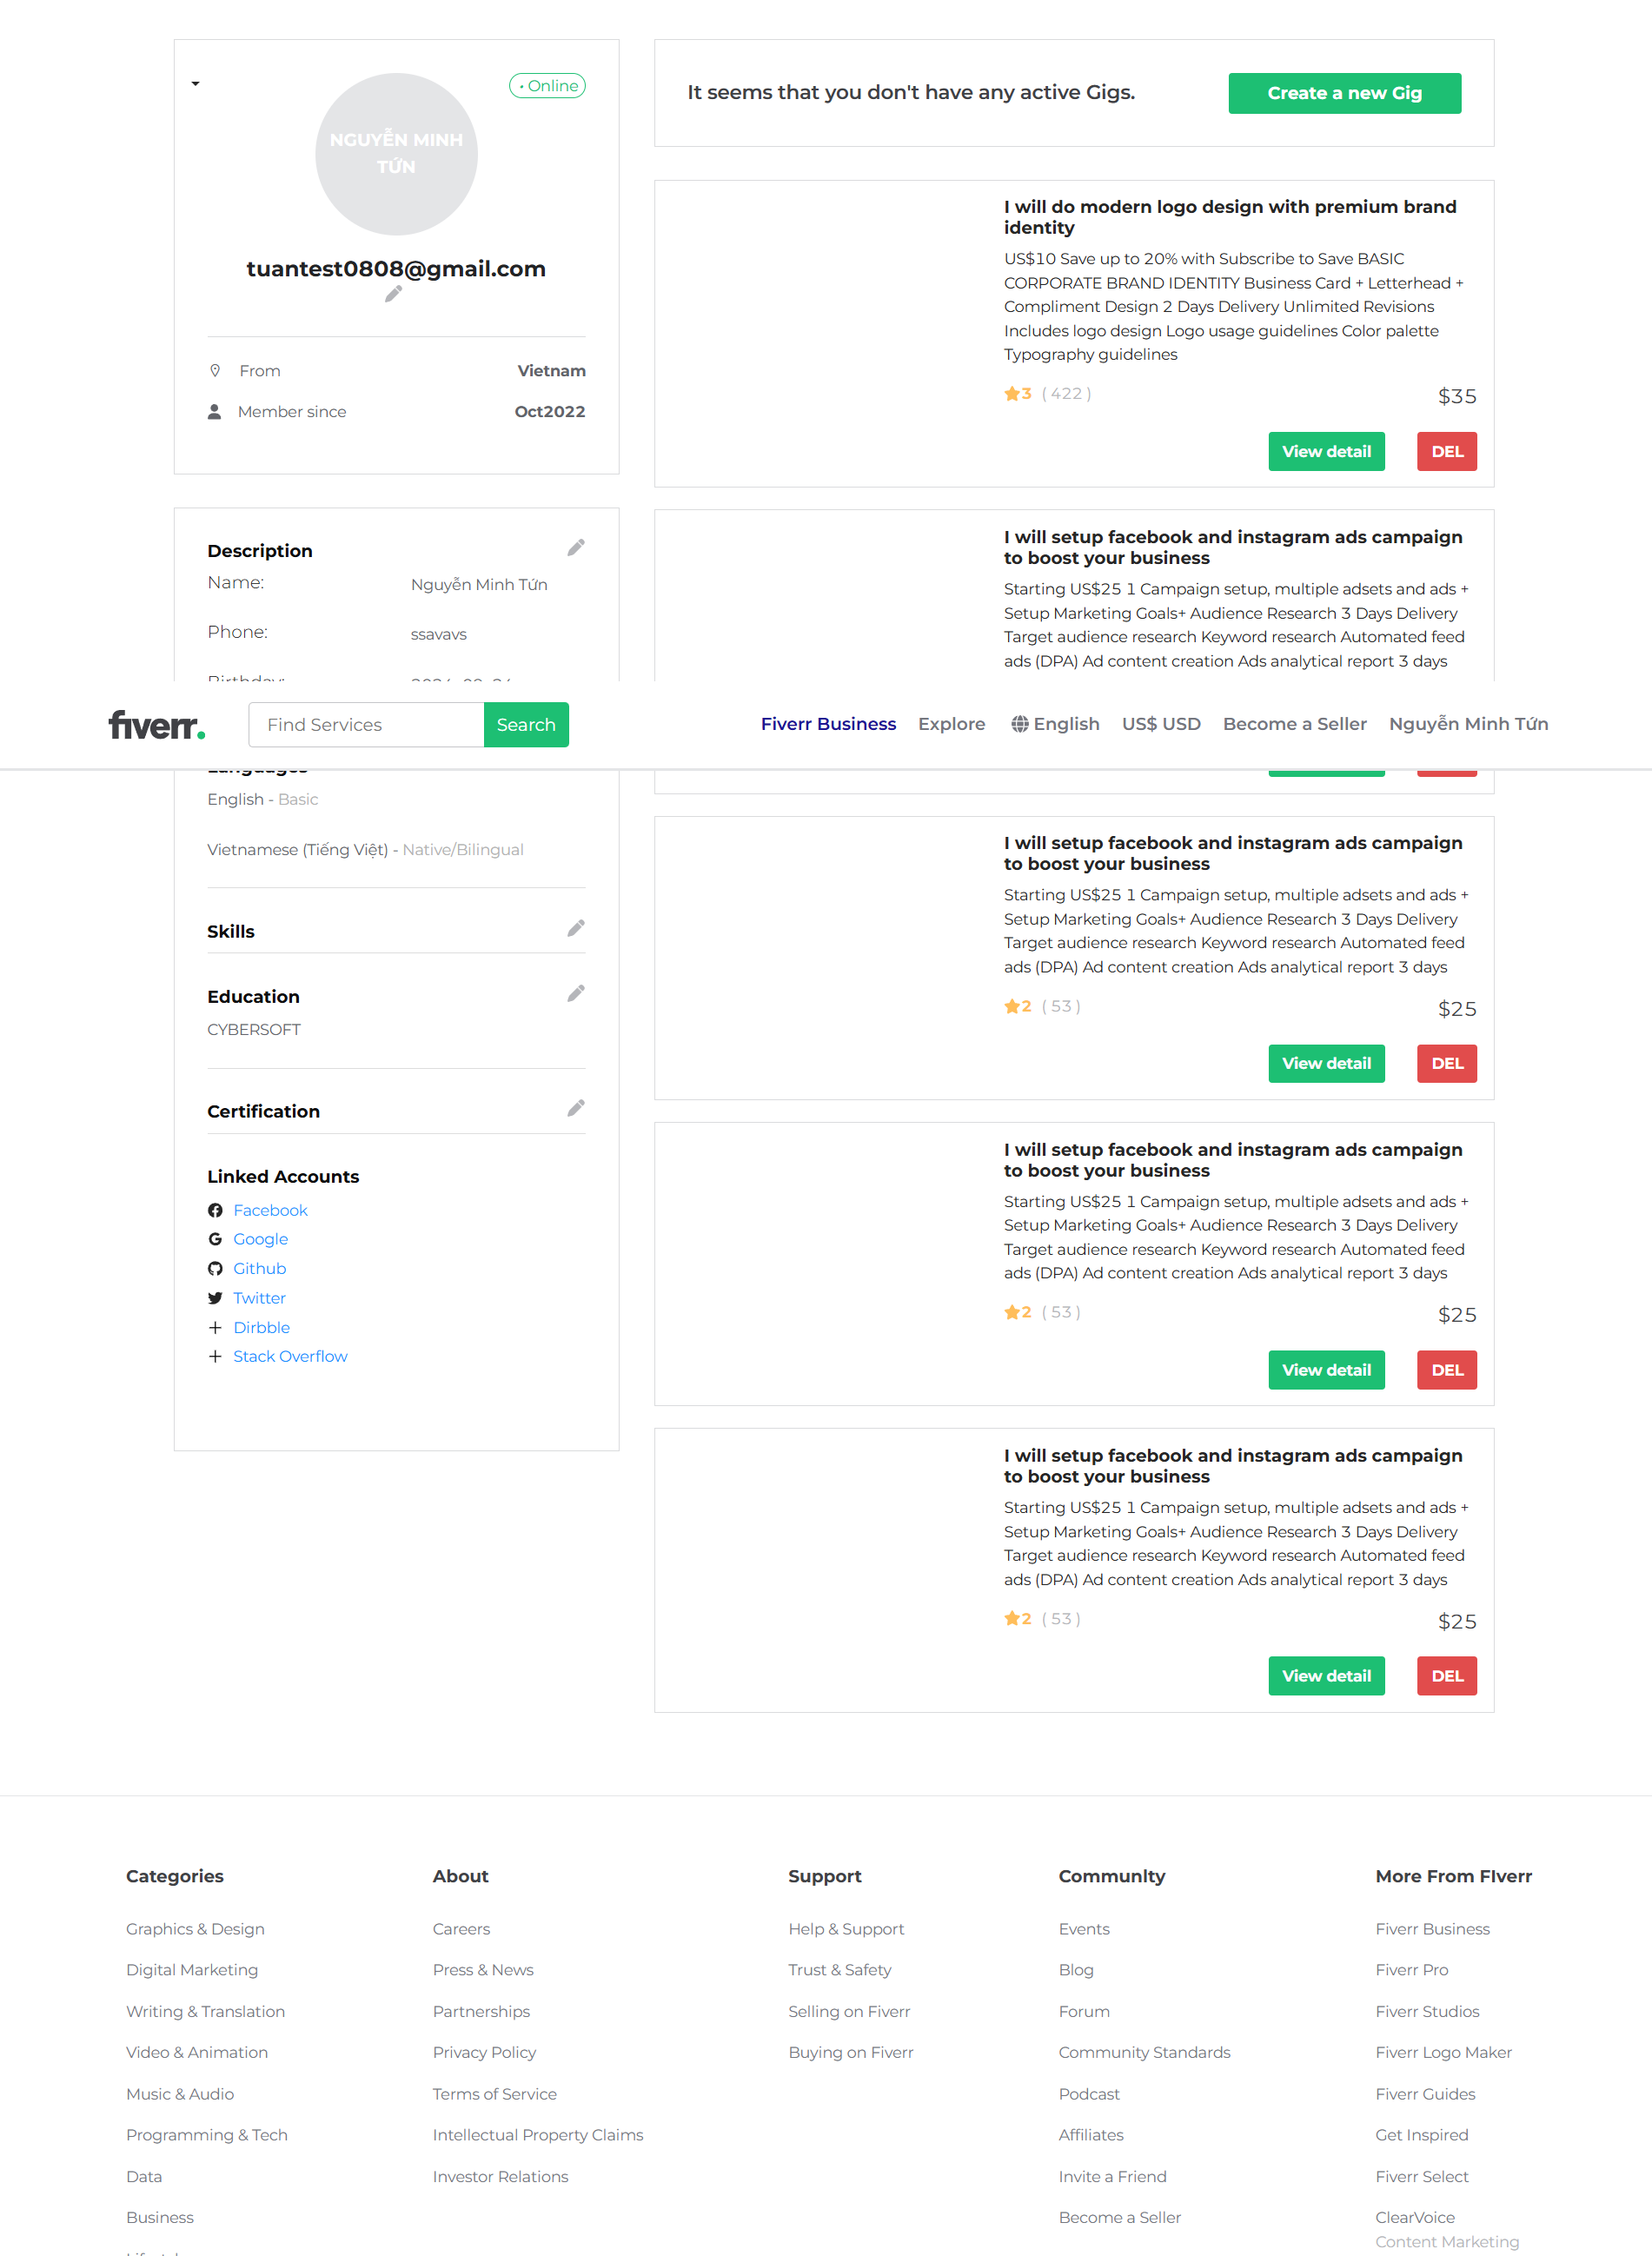 • Online
NGUYỄN MINH
TỨN
tuantest0808@gmail.com
From Vietnam
Member since Oct2022
It seems that you don't have any active Gigs.
Create a new Gig
I will do modern logo design with premium brand
identity
US$10 Save up to 20% with Subscribe to Save BASIC
CORPORATE BRAND IDENTITY Business Card + Letterhead +
Compliment Design 2 Days Delivery Unlimited Revisions
Includes logo design Logo usage guidelines Color palette
Typography guidelines
3 ( 422 )
$35
View detail DEL
Description
Name: Nguyễn Minh Tứn
Phone: ssavavs
I will setup facebook and instagram ads campaign
to boost your business
Starting US$25 1 Campaign setup, multiple adsets and ads +
Setup Marketing Goals+ Audience Research 3 Days Delivery
Target audience research Keyword research Automated feed
ads (DPA) Ad content creation Ads analytical report 3 days
fiverr.
Find Services
Search
Fiverr Business
Explore
English
US$ USD
Become a Seller
Nguyễn Minh Tứn
Languages
English - Basic
Vietnamese (Tiếng Việt) - Native/Bilingual
Skills
Education
CYBERSOFT
Certification
Linked Accounts
Facebook
Google
Github
Twitter
Dirbble
Stack Overflow
I will setup facebook and instagram ads campaign
to boost your business
Starting US$25 1 Campaign setup, multiple adsets and ads +
Setup Marketing Goals+ Audience Research 3 Days Delivery
Target audience research Keyword research Automated feed
ads (DPA) Ad content creation Ads analytical report 3 days
2 ( 53 )
$25
View detail DEL
I will setup facebook and instagram ads campaign
to boost your business
Starting US$25 1 Campaign setup, multiple adsets and ads +
Setup Marketing Goals+ Audience Research 3 Days Delivery
Target audience research Keyword research Automated feed
ads (DPA) Ad content creation Ads analytical report 3 days
2 ( 53 )
$25
View detail DEL
I will setup facebook and instagram ads campaign
to boost your business
Starting US$25 1 Campaign setup, multiple adsets and ads +
Setup Marketing Goals+ Audience Research 3 Days Delivery
Target audience research Keyword research Automated feed
ads (DPA) Ad content creation Ads analytical report 3 days
2 ( 53 )
$25
View detail DEL
Categories
Graphics & Design
Digital Marketing
Writing & Translation
Video & Animation
Music & Audio
Programming & Tech
Data
Business
About
Careers
Press & News
Partnerships
Privacy Policy
Terms of Service
Intellectual Property Claims
Investor Relations
Support
Help & Support
Trust & Safety
Selling on Fiverr
Buying on Fiverr
CommunIty
Events
Blog
Forum
Community Standards
Podcast
Affiliates
Invite a Friend
Become a Seller
More From FIverr
Fiverr Business
Fiverr Pro
Fiverr Studios
Fiverr Logo Maker
Fiverr Guides
Get Inspired
Fiverr Select
ClearVoice
Content Marketing